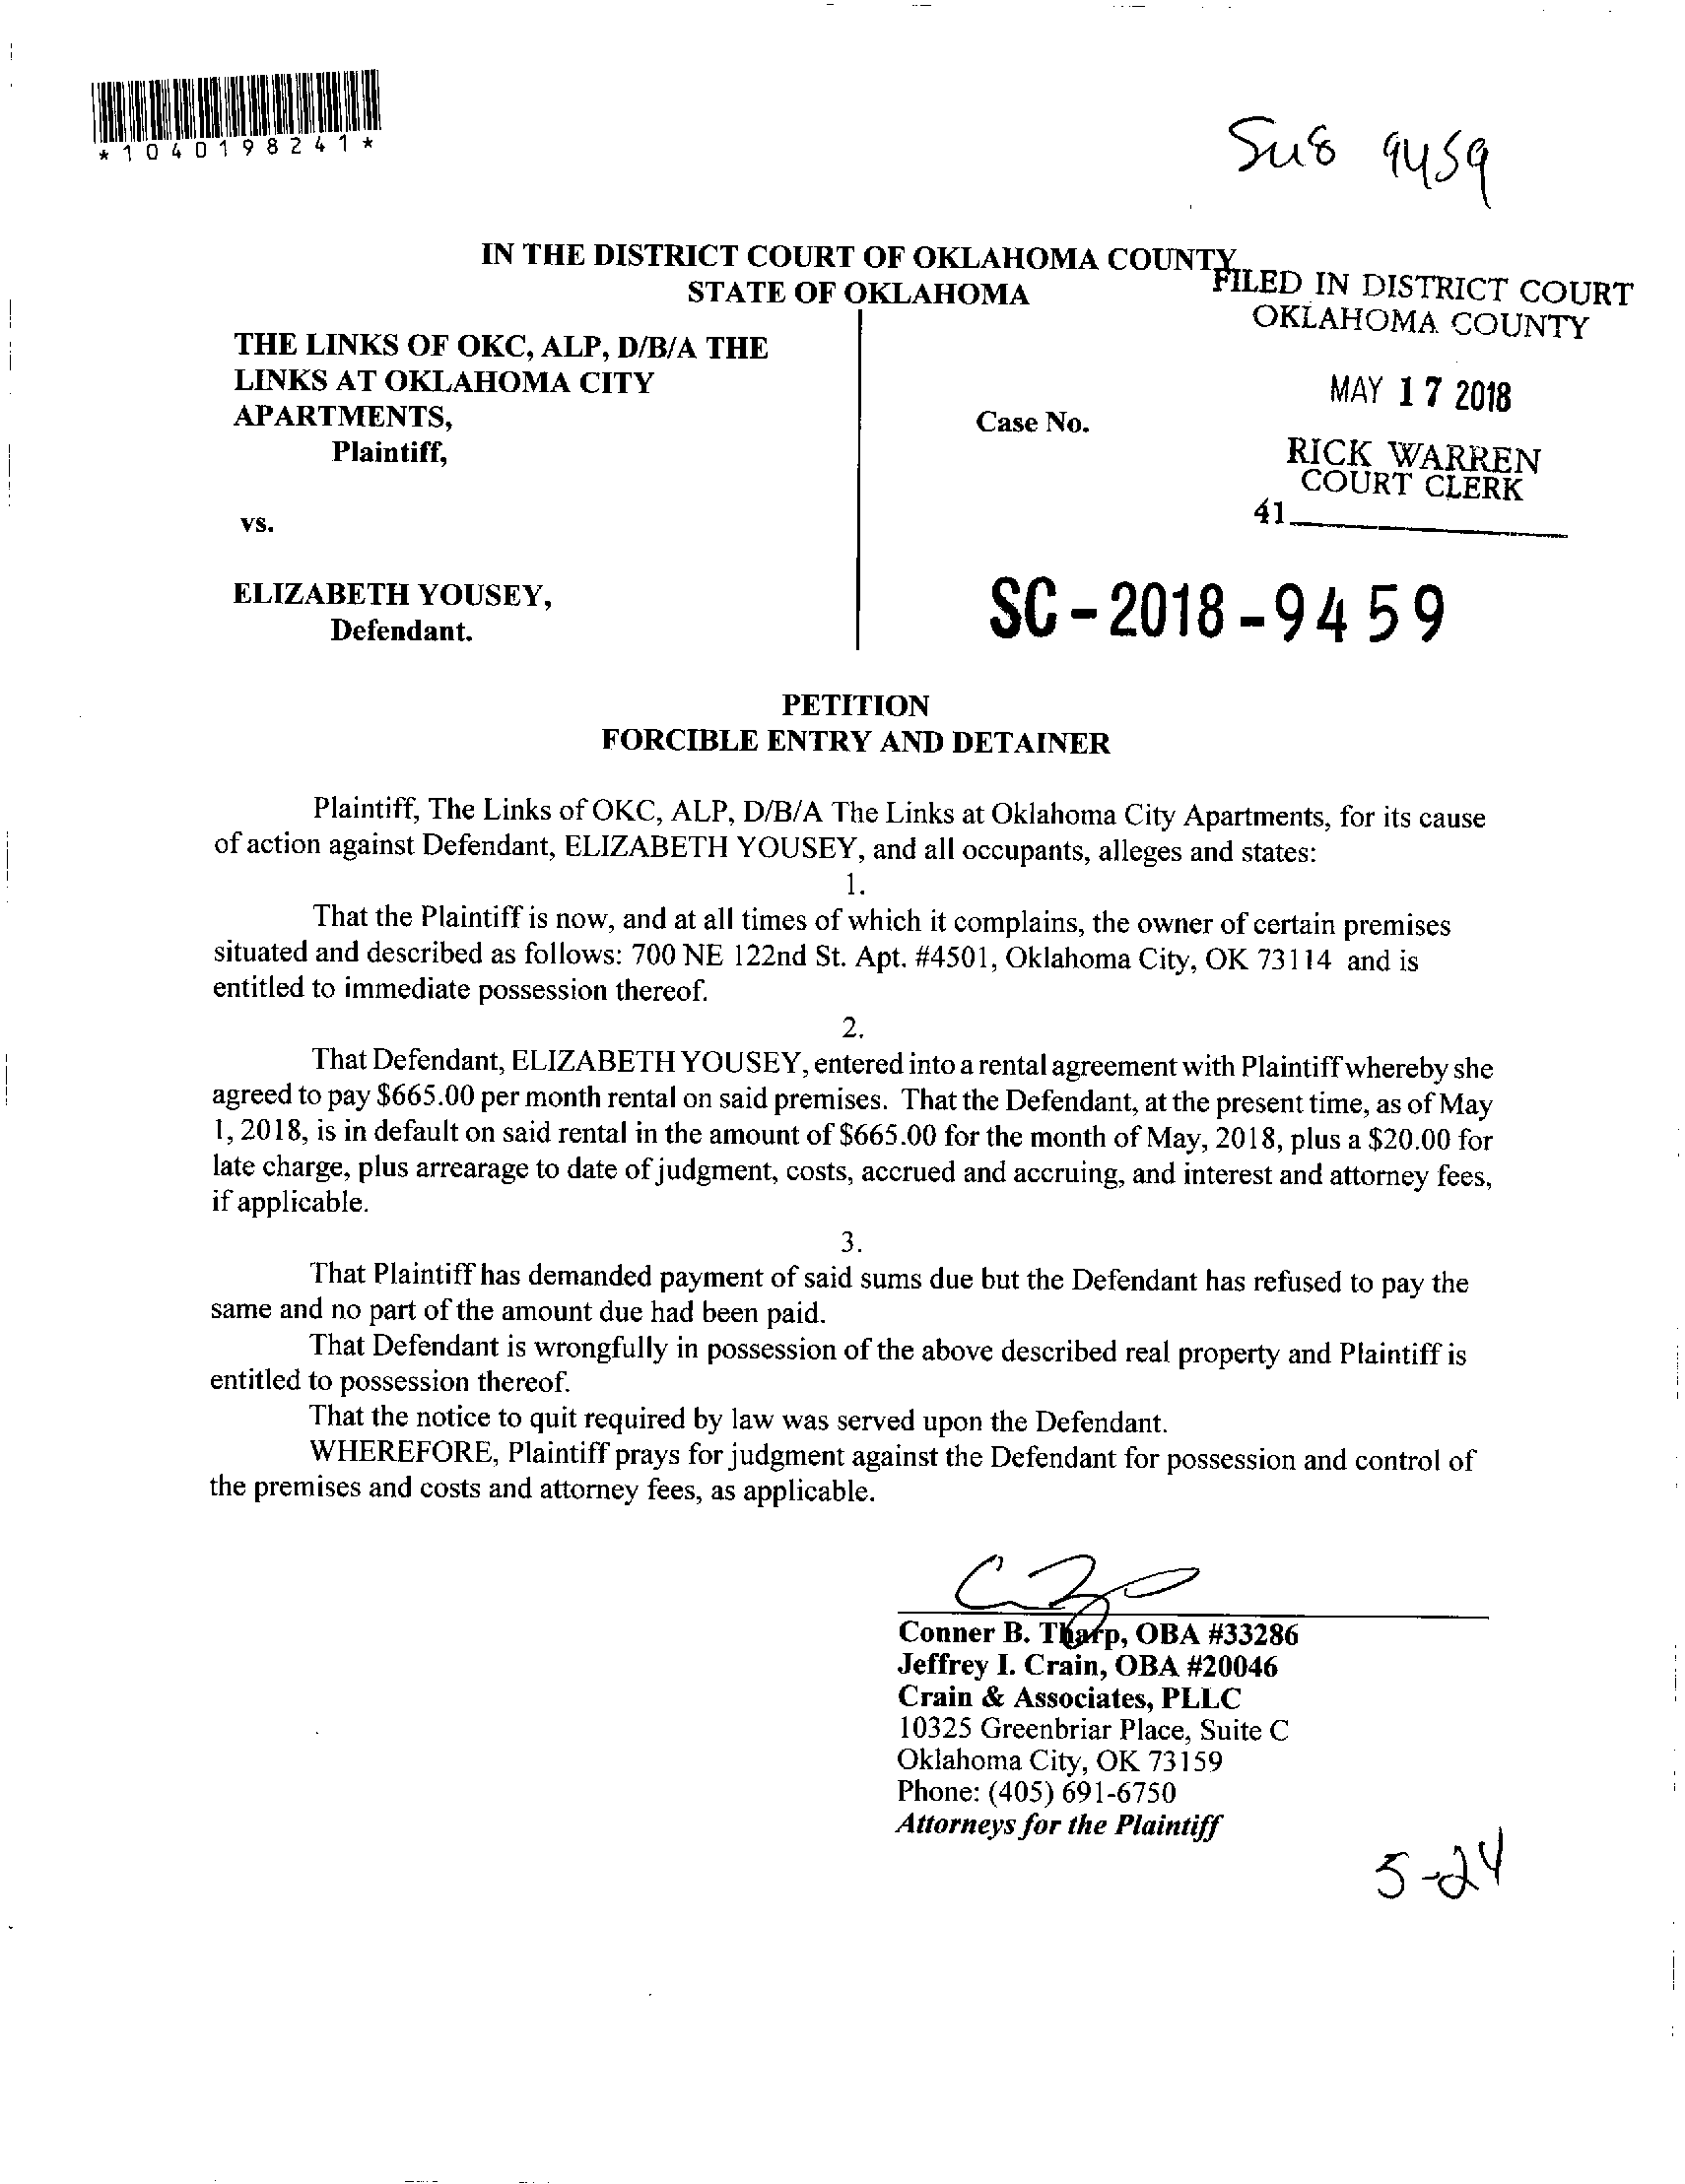 *1040198241*
9459
IN THE DISTRICT COURT OF OKLAHOMA COUNTY
STATE OF OKLAHOMA
FILED IN DISTRICT COURT
OKLAHOMA COUNTY
MAY 17 2018
RICK WARREN
COURT CLERK
41
THE LINKS OF OKC, ALP, D/B/A THE
LINKS AT OKLAHOMA CITY
APARTMENTS,
Plaintiff,
vs.
ELIZABETH YOUSEY,
Defendant.
Case No.
SC-2018-9459
PETITION
FORCIBLE ENTRY AND DETAINER
Plaintiff, The Links of OKC, ALP, D/B/A The Links at Oklahoma City Apartments, for its cause
of action against Defendant, ELIZABETH YOUSEY, and all occupants, alleges and states:
1.
That the Plaintiff is now, and at all times of which it complains, the owner of certain premises
situated and described as follows: 700 NE 122nd St. Apt. #4501, Oklahoma City, OK 73114 and is
entitled to immediate possession thereof.
2.
That Defendant, ELIZABETH YOUSEY, entered into a rental agreement with Plaintiff whereby she
agreed to pay $665.00 per month rental on said premises. That the Defendant, at the present time, as of May
1, 2018, is in default on said rental in the amount of $665.00 for the month of May, 2018, plus a $20.00 for
late charge, plus arrearage to date of judgment, costs, accrued and accruing, and interest and attorney fees,
if applicable.
3.
That Plaintiff has demanded payment of said sums due but the Defendant has refused to pay the
same and no part of the amount due had been paid.
That Defendant is wrongfully in possession of the above described real property and Plaintiff is
entitled to possession thereof.
That the notice to quit required by law was served upon the Defendant.
WHEREFORE, Plaintiff prays for judgment against the Defendant for possession and control of
the premises and costs and attorney fees, as applicable.
Conner B. Tharp, OBA #33286
Jeffrey I. Crain, OBA #20046
Crain & Associates, PLLC
10325 Greenbriar Place, Suite C
Oklahoma City, OK 73159
Phone: (405) 691-6750
Attorneys for the Plaintiff
5-24